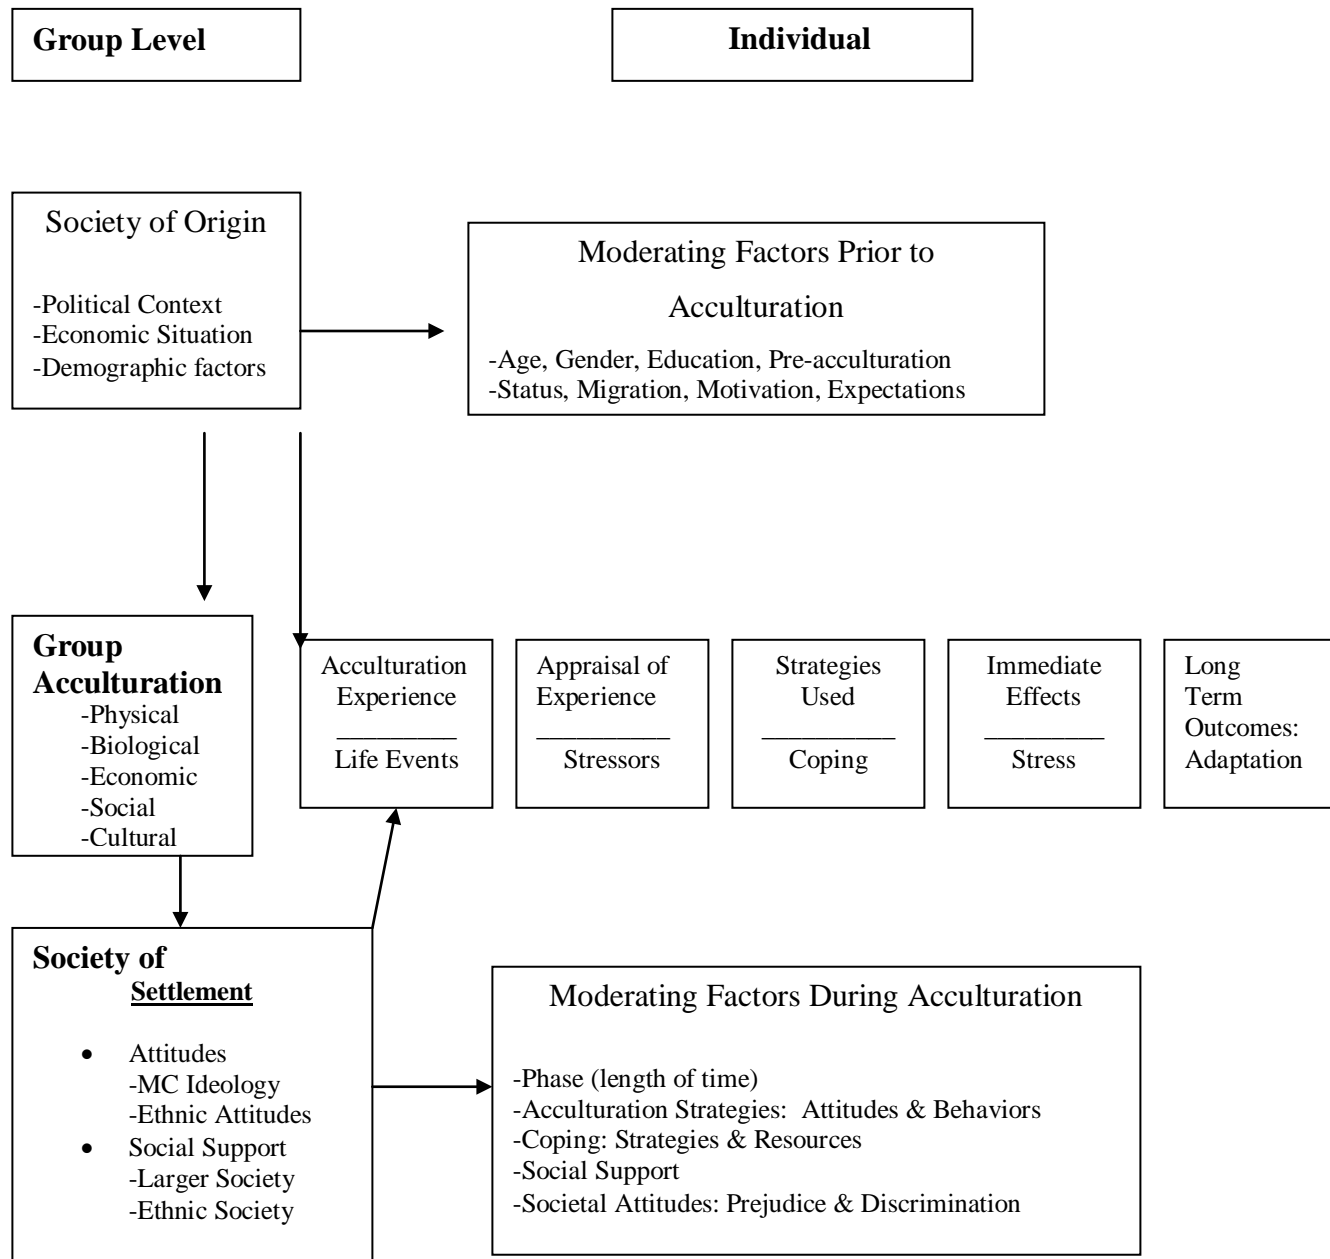 Group Level
Individual
Society of Origin
-Political Context
-Economic Situation
-Demographic factors
Moderating Factors Prior to
Acculturation
-Age, Gender, Education, Pre-acculturation
-Status, Migration, Motivation, Expectations
Group
Acculturation
-Physical
-Biological
-Economic
-Social
-Cultural
Acculturation
Experience
__________
Life Events
Appraisal of
Experience
__________
Stressors
Strategies
Used
__________
Coping
Immediate
Effects
__________
Stress
Long
Term
Outcomes:
Adaptation
Society of
Settlement
• Attitudes
-MC Ideology
-Ethnic Attitudes
• Social Support
-Larger Society
-Ethnic Society
Moderating Factors During Acculturation
-Phase (length of time)
-Acculturation Strategies: Attitudes & Behaviors
-Coping: Strategies & Resources
-Social Support
-Societal Attitudes: Prejudice & Discrimination